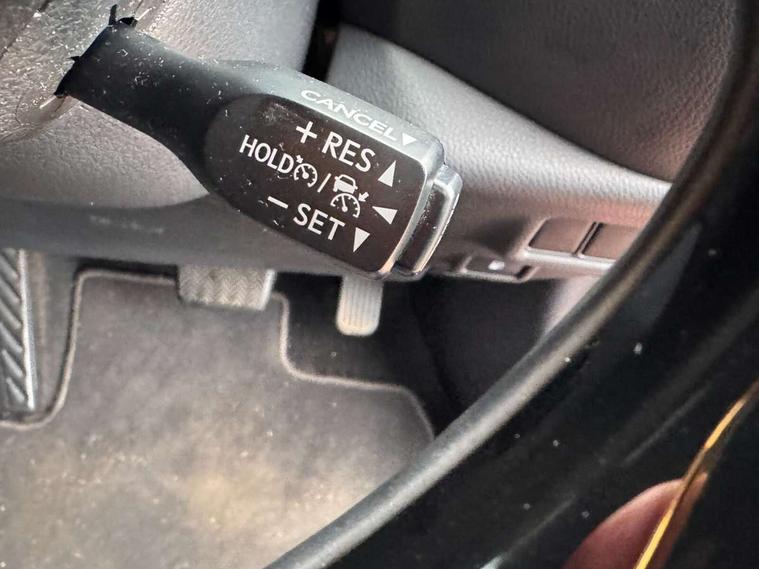 CANCEL▼
+ RES ▲
HOLD /
- SET ▼